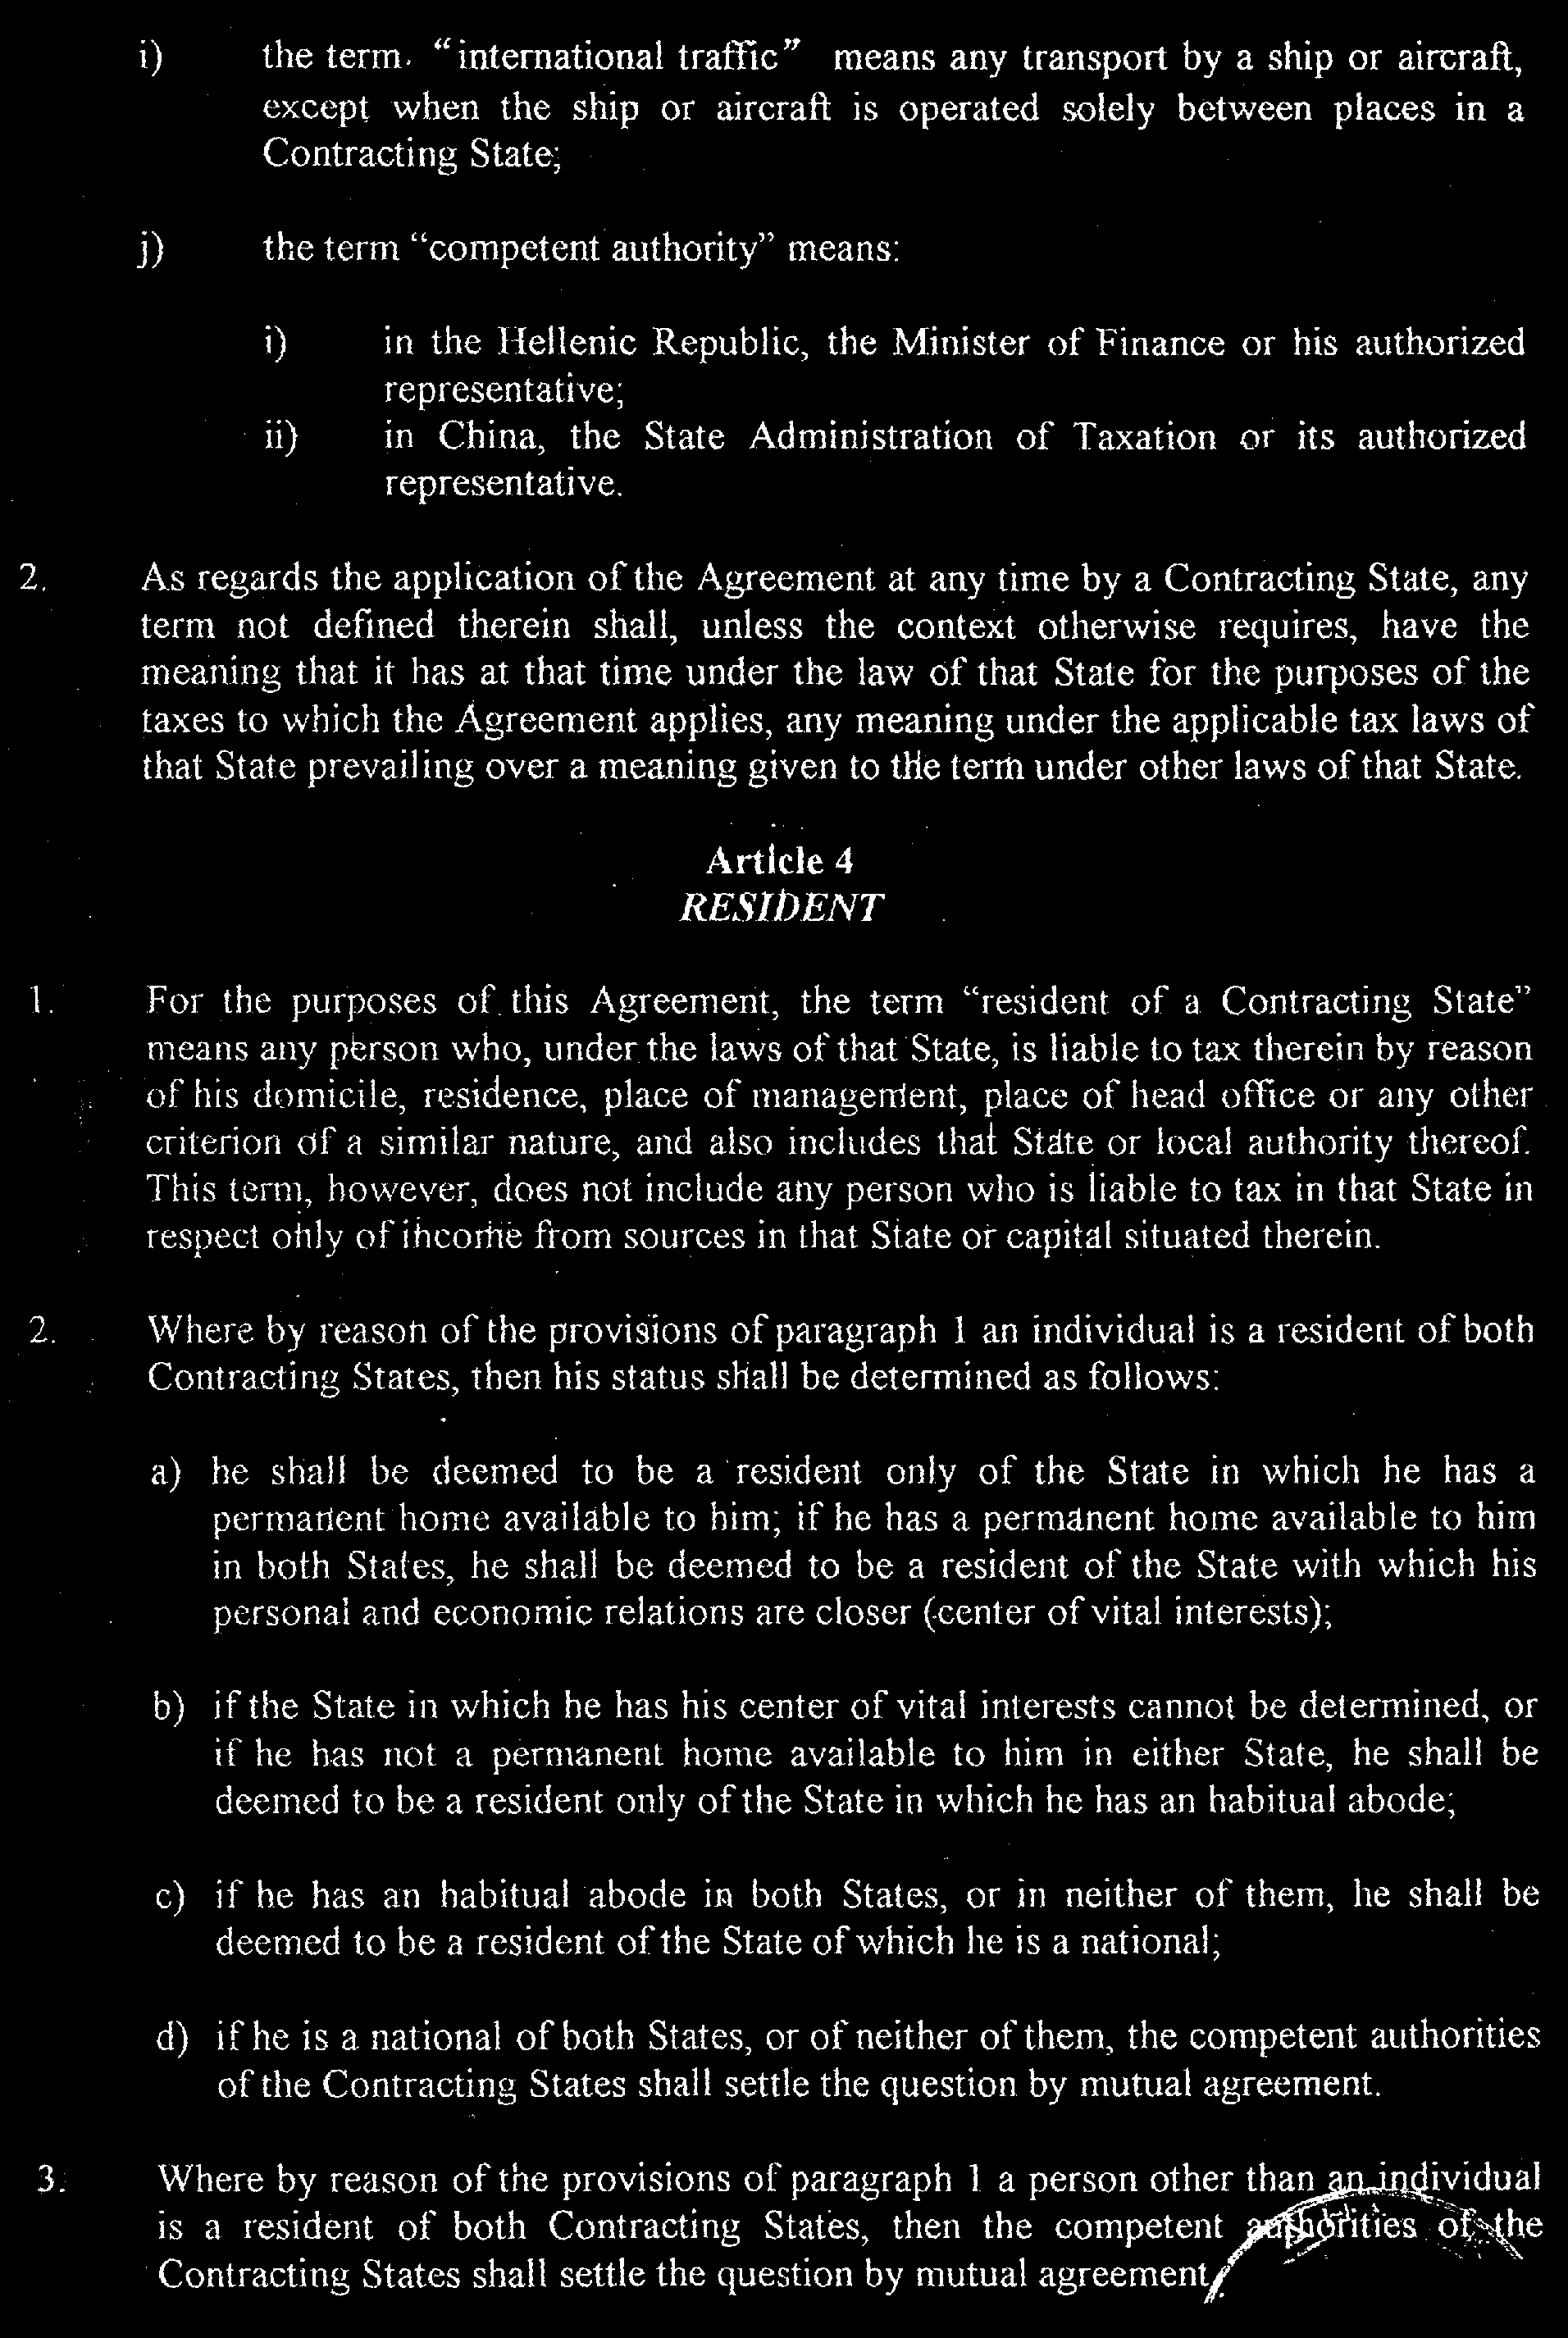 i) the term. “international traffic” means any transport by a ship or aircraft,
except when the ship or aircraft is operated solely between places in a
Contracting State;
j) the term “competent authority” means:
i) in the Hellenic Republic, the Minister of Finance or his authorized
representative;
ii) in China, the State Administration of Taxation or its authorized
representative.
2. As regards the application of the Agreement at any time by a Contracting State, any
term not defined therein shall, unless the context otherwise requires, have the
meaning that it has at that time under the law of that State for the purposes of the
taxes to which the Agreement applies, any meaning under the applicable tax laws of
that State prevailing over a meaning given to the term under other laws of that State.
Article 4
RESIDENT
1. For the purposes of this Agreement, the term “resident of a Contracting State”
means any person who, under the laws of that State, is liable to tax therein by reason
of his domicile, residence, place of management, place of head office or any other
criterion of a similar nature, and also includes that State or local authority thereof.
This term, however, does not include any person who is liable to tax in that State in
respect only of income from sources in that State or capital situated therein.
2. Where by reason of the provisions of paragraph 1 an individual is a resident of both
Contracting States, then his status shall be determined as follows:
a) he shall be deemed to be a resident only of the State in which he has a
permanent home available to him; if he has a permanent home available to him
in both States, he shall be deemed to be a resident of the State with which his
personal and economic relations are closer (center of vital interests);
b) if the State in which he has his center of vital interests cannot be determined, or
if he has not a permanent home available to him in either State, he shall be
deemed to be a resident only of the State in which he has an habitual abode;
c) if he has an habitual abode in both States, or in neither of them, he shall be
deemed to be a resident of the State of which he is a national;
d) if he is a national of both States, or of neither of them, the competent authorities
of the Contracting States shall settle the question by mutual agreement.
3. Where by reason of the provisions of paragraph 1 a person other than an individual
is a resident of both Contracting States, then the competent authorities of the
Contracting States shall settle the question by mutual agreement.